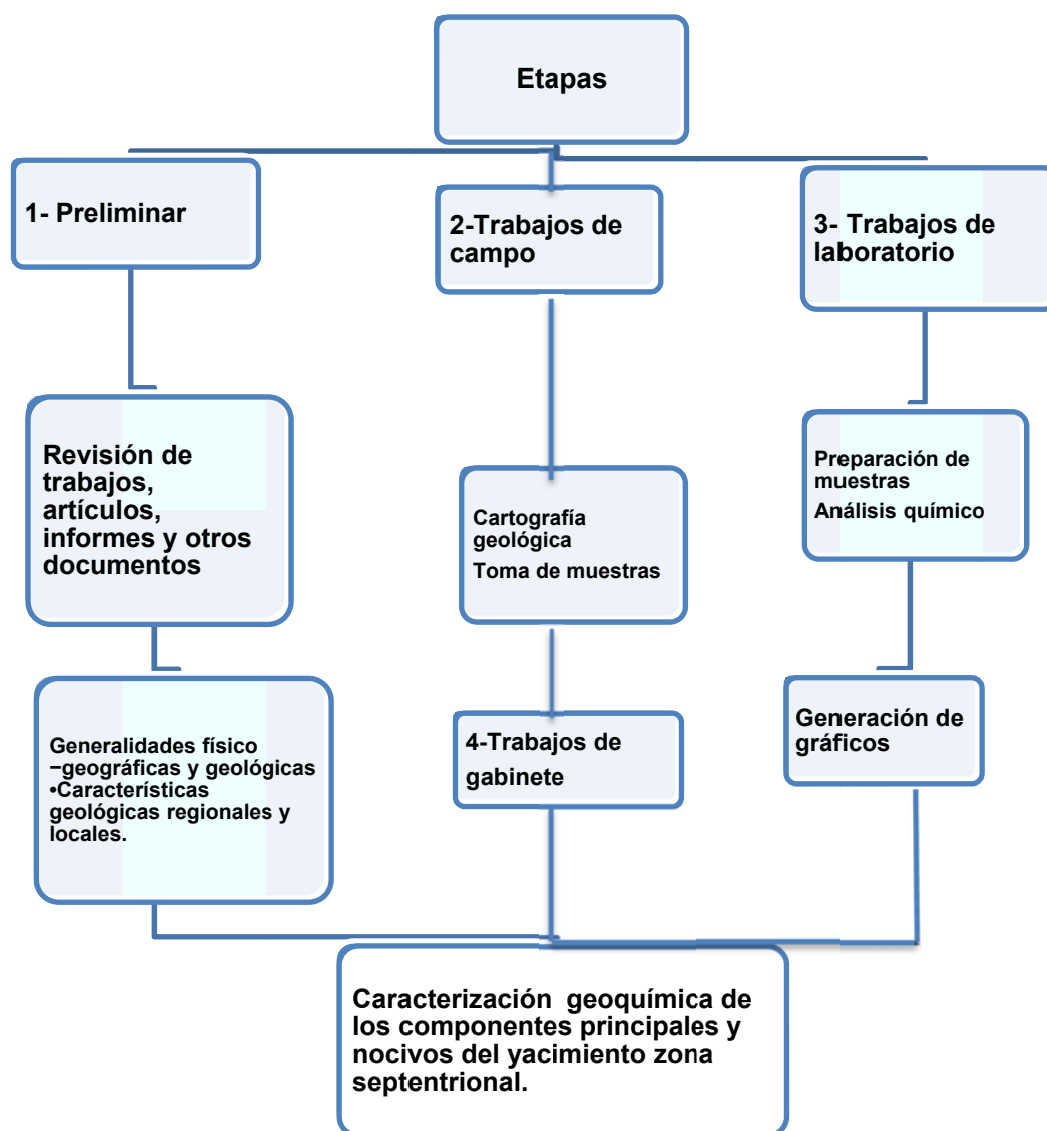 Etapas
1- Preliminar
2-Trabajos de
campo
3- Trabajos de
laboratorio
Revisión de
trabajos,
artículos,
informes y otros
documentos
Cartografía
geológica
Toma de muestras
Preparación de
muestras
Análisis químico
Generalidades físico
–geográficas y geológicas
•Características
geológicas regionales y
locales.
4-Trabajos de
gabinete
Generación de
gráficos
Caracterización geoquímica de
los componentes principales y
nocivos del yacimiento zona
septentrional.